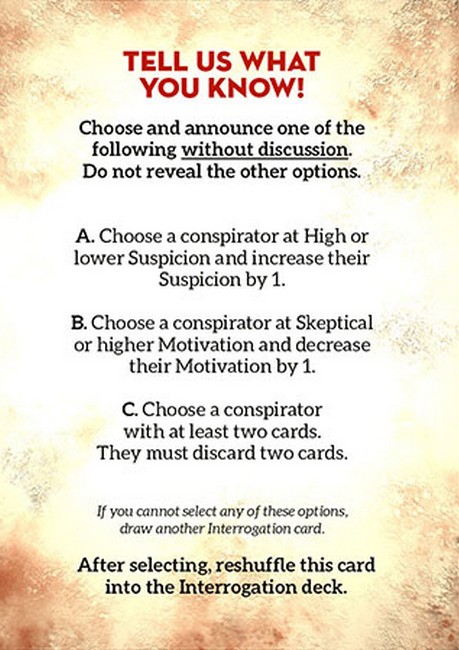 TELL US WHAT
YOU KNOW!
Choose and announce one of the
following without discussion.
Do not reveal the other options.
A. Choose a conspirator at High or
lower Suspicion and increase their
Suspicion by 1.
B. Choose a conspirator at Skeptical
or higher Motivation and decrease
their Motivation by 1.
C. Choose a conspirator
with at least two cards.
They must discard two cards.
If you cannot select any of these options,
draw another Interrogation card.
After selecting, reshuffle this card
into the Interrogation deck.